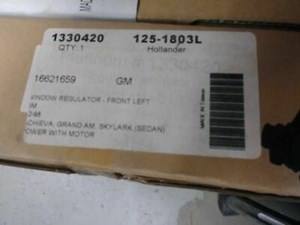 1330420 125-1803L
QTY: 1 Hollander
16621659 GM
WINDOW REGULATOR - FRONT LEFT
ACHIEVA, GRAND AM, SKYLARK (SEDAN)
POWER WITH MOTOR